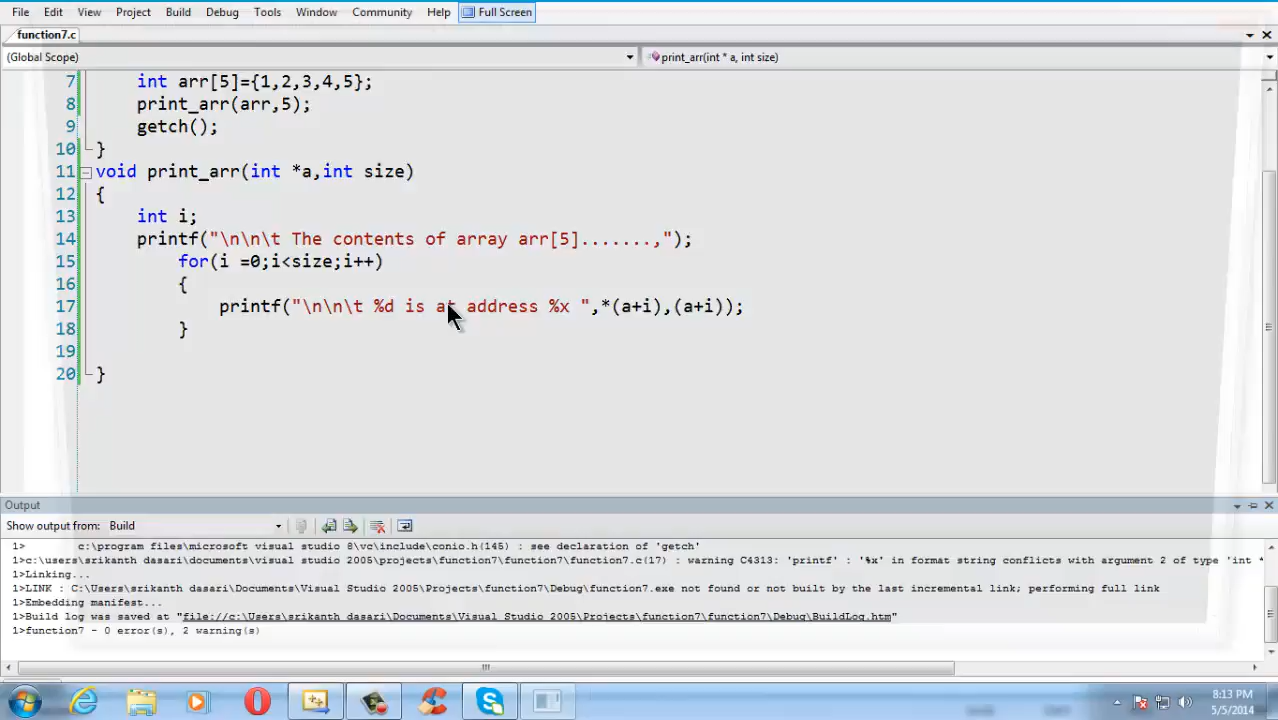 File Edit View Project Build Debug Tools Window Community Help Full Screen
function7.c
(Global Scope) print_arr(int * a, int size)
7 int arr[5]={1,2,3,4,5};
8 print_arr(arr,5);
9 getch();
10 }
11 void print_arr(int *a,int size)
12 {
13 int i;
14 printf("\n\n\t The contents of array arr[5].......,");
15 for(i =0;i<size;i++)
16 {
17 printf("\n\n\t %d is at address %x ",*(a+i),(a+i));
18 }
19
20 }
Output
Show output from: Build
1> c:\program files\microsoft visual studio 8\vc\include\conio.h(145) : see declaration of 'getch'
1>c:\users\srikanth dasari\documents\visual studio 2005\projects\function7\function7\function7.c(17) : warning C4313: 'printf' : '%x' in format string conflicts with argument 2 of type 'int *
1>Linking...
1>LINK : C:\Users\srikanth dasari\Documents\Visual Studio 2005\Projects\function7\Debug\function7.exe not found or not built by the last incremental link; performing full link
1>Embedding manifest...
1>Build log was saved at "file://c:\Users\srikanth dasari\Documents\Visual Studio 2005\Projects\function7\function7\Debug\BuildLog.htm"
1>function7 - 0 error(s), 2 warning(s)
8:13 PM
5/5/2014